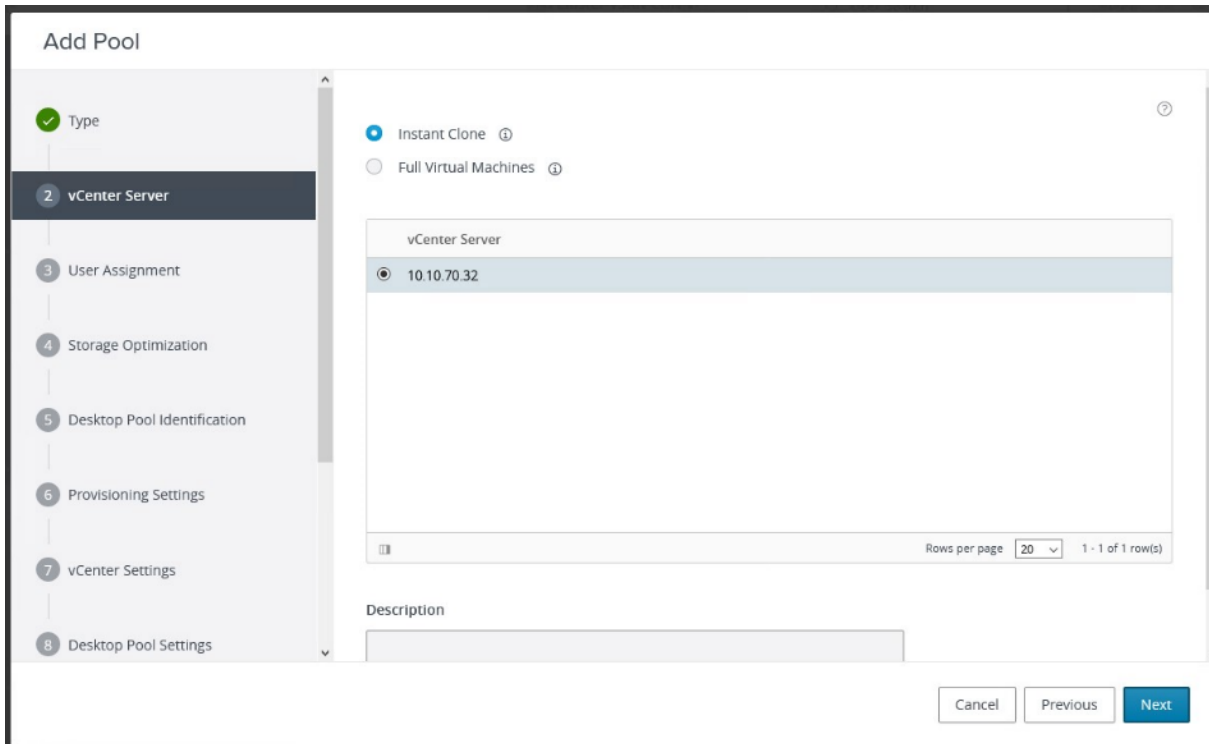 Add Pool
Type
2 vCenter Server
3 User Assignment
4 Storage Optimization
5 Desktop Pool Identification
6 Provisioning Settings
7 vCenter Settings
8 Desktop Pool Settings
Instant Clone
Full Virtual Machines
vCenter Server
10.10.70.32
Rows per page 20 1 - 1 of 1 row(s)
Description
Cancel Previous Next